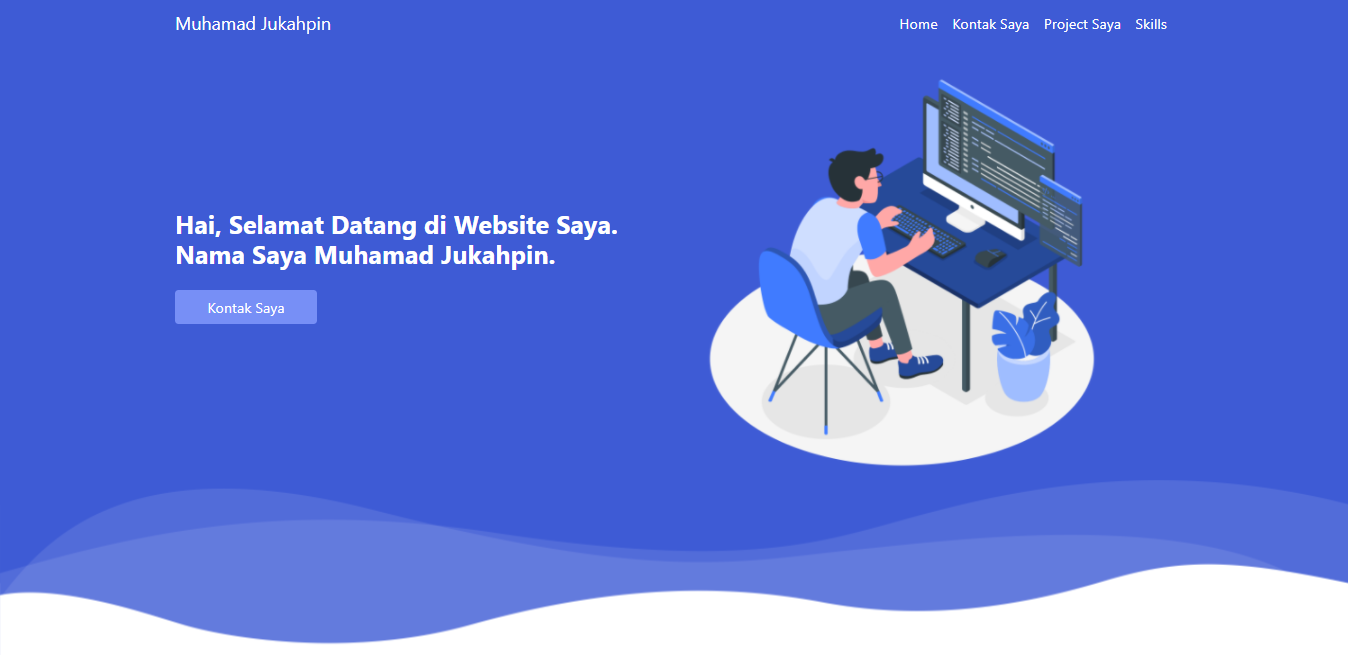 Muhamad Jukahpin
Home Kontak Saya Project Saya Skills
Hai, Selamat Datang di Website Saya.
Nama Saya Muhamad Jukahpin.
Kontak Saya